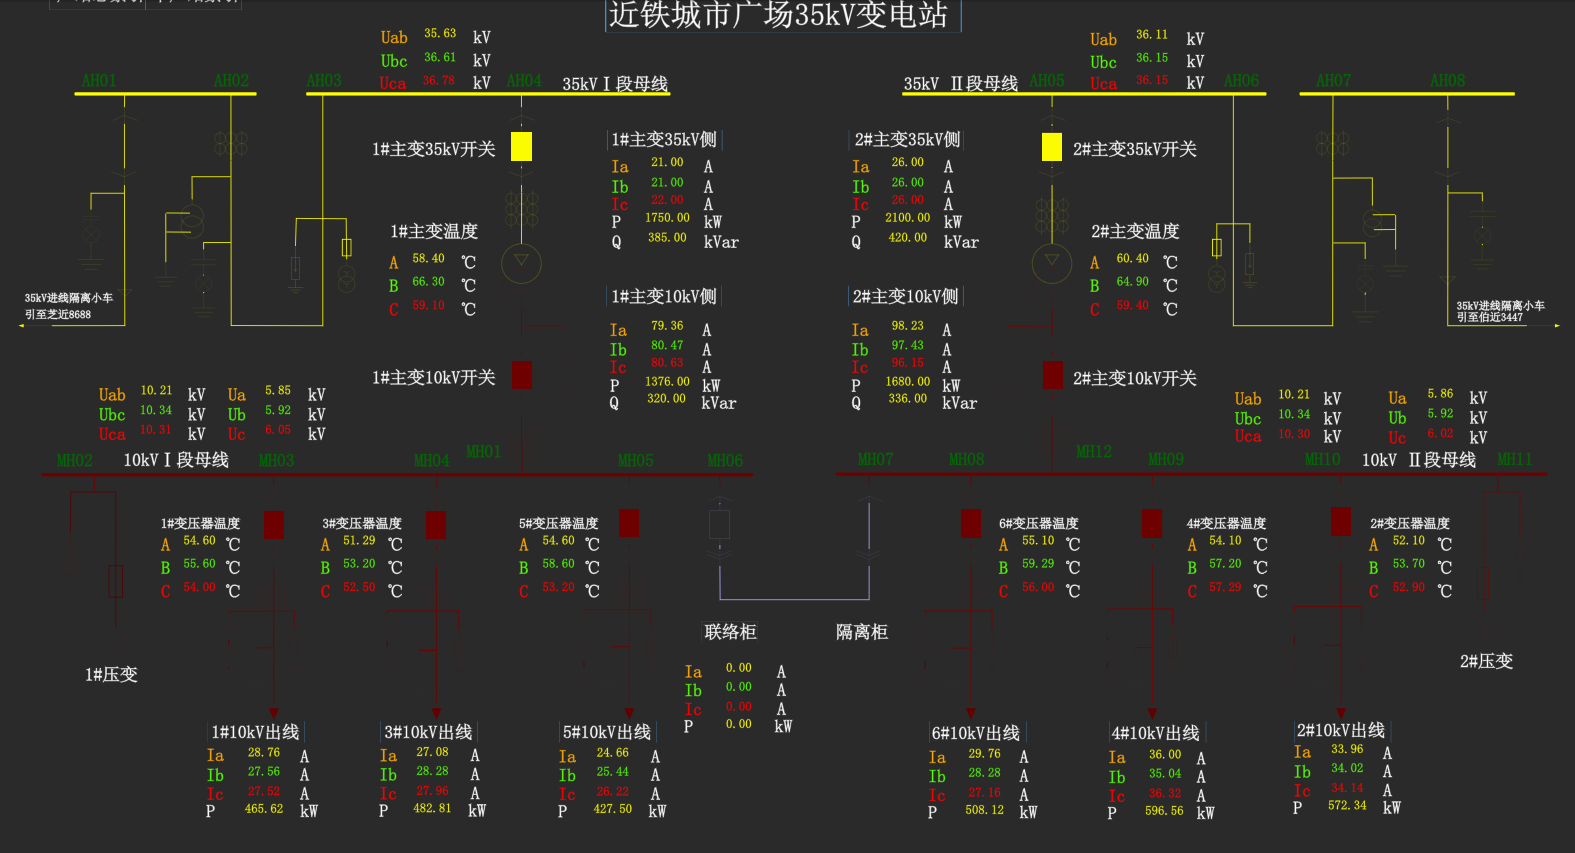 近铁城市广场35kV变电站
Uab 35.63 kV
Ubc 36.61 kV
Uca 36.78 kV
Uab 36.11 kV
Ubc 36.15 kV
Uca 36.15 kV
AH01 AH02 AH03 AH04 35kVⅠ段母线
35kV Ⅱ段母线 AH05 AH06 AH07 AH08
1#主变35kV开关
1#主变35kV侧
Ia 21.00 A
Ib 21.00 A
Ic 22.00 A
P 1750.00 kW
Q 385.00 kVar
2#主变35kV侧
Ia 26.00 A
Ib 26.00 A
Ic 26.00 A
P 2100.00 kW
Q 420.00 kVar
2#主变35kV开关
1#主变温度
A 58.40 ℃
B 66.30 ℃
C 59.10 ℃
2#主变温度
A 60.40 ℃
B 64.90 ℃
C 59.40 ℃
35kV进线隔离小车
引至芝近8688
35kV进线隔离小车
引至伯近3447
1#主变10kV侧
Ia 79.36 A
Ib 80.47 A
Ic 80.63 A
P 1376.00 kW
Q 320.00 kVar
2#主变10kV侧
Ia 98.23 A
Ib 97.43 A
Ic 96.15 A
P 1680.00 kW
Q 336.00 kVar
1#主变10kV开关
2#主变10kV开关
Uab 10.21 kV Ua 5.85 kV
Ubc 10.34 kV Ub 5.92 kV
Uca 10.31 kV Uc 6.05 kV
Uab 10.21 kV Ua 5.86 kV
Ubc 10.34 kV Ub 5.92 kV
Uca 10.30 kV Uc 6.02 kV
MH02 10kVⅠ段母线 MH03 MH04 MH01 MH05 MH06
MH07 MH08 MH12 MH09 MH10 10kV Ⅱ段母线 MH11
1#变压器温度
A 54.60 ℃
B 55.60 ℃
C 54.00 ℃
3#变压器温度
A 51.29 ℃
B 53.20 ℃
C 52.50 ℃
5#变压器温度
A 54.60 ℃
B 58.60 ℃
C 53.20 ℃
6#变压器温度
A 55.10 ℃
B 59.29 ℃
C 56.00 ℃
4#变压器温度
A 54.10 ℃
B 57.20 ℃
C 57.29 ℃
2#变压器温度
A 52.10 ℃
B 53.70 ℃
C 52.90 ℃
联络柜
隔离柜
1#压变
2#压变
Ia 0.00 A
Ib 0.00 A
Ic 0.00 A
P 0.00 kW
1#10kV出线
Ia 28.76 A
Ib 27.56 A
Ic 27.52 A
P 465.62 kW
3#10kV出线
Ia 27.08 A
Ib 28.28 A
Ic 27.96 A
P 482.81 kW
5#10kV出线
Ia 24.66 A
Ib 25.44 A
Ic 26.22 A
P 427.50 kW
6#10kV出线
Ia 29.76 A
Ib 28.28 A
Ic 27.16 A
P 508.12 kW
4#10kV出线
Ia 36.00 A
Ib 35.04 A
Ic 36.32 A
P 596.56 kW
2#10kV出线
Ia 33.96 A
Ib 34.02 A
Ic 34.14 A
P 572.34 kW